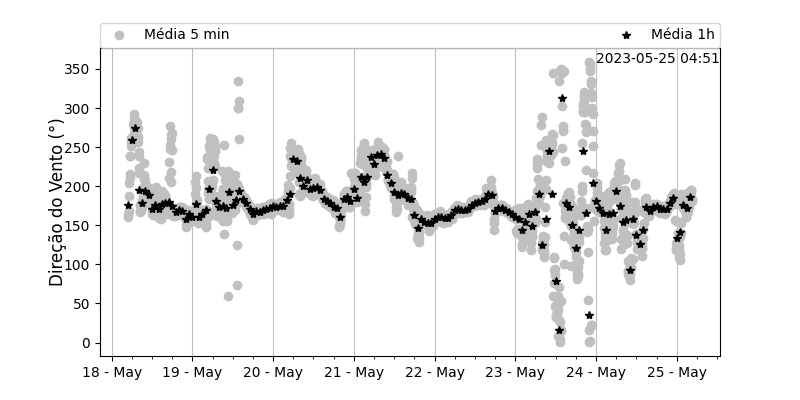 Média 5 min
Média 1h
2023-05-25 04:51
Direção do Vento (°)
350
300
250
200
150
100
50
0
18 - May
19 - May
20 - May
21 - May
22 - May
23 - May
24 - May
25 - May